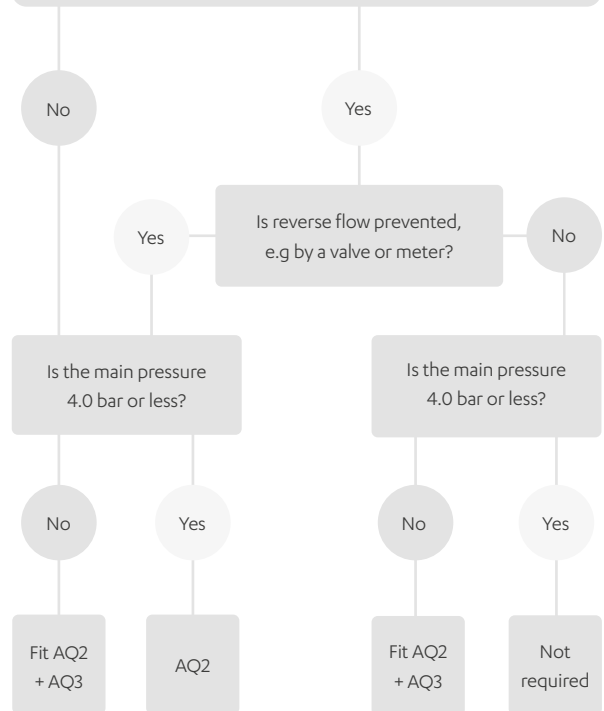 No
Yes
Is reverse flow prevented,
e.g by a valve or meter?
Yes
No
Is the main pressure
4.0 bar or less?
Is the main pressure
4.0 bar or less?
No
Yes
No
Yes
Fit AQ2
+ AQ3
AQ2
Fit AQ2
+ AQ3
Not
required